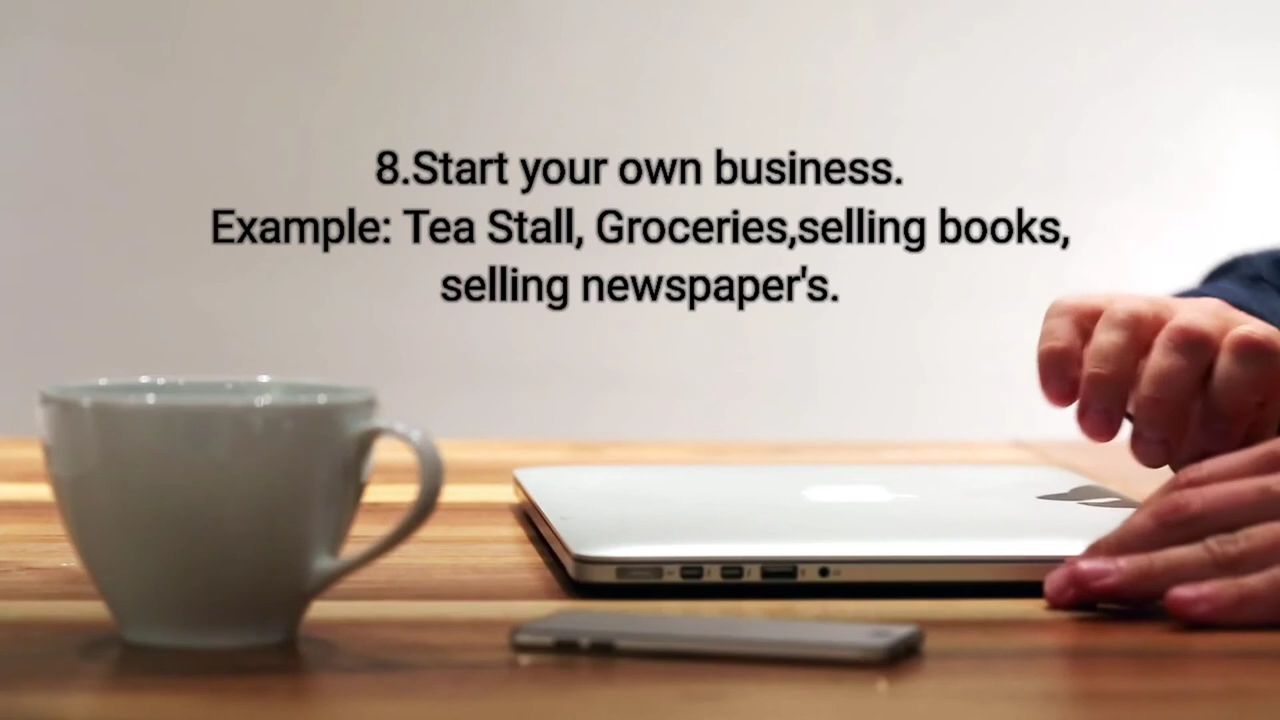 8.Start your own business.
Example: Tea Stall, Groceries,selling books,
selling newspaper's.